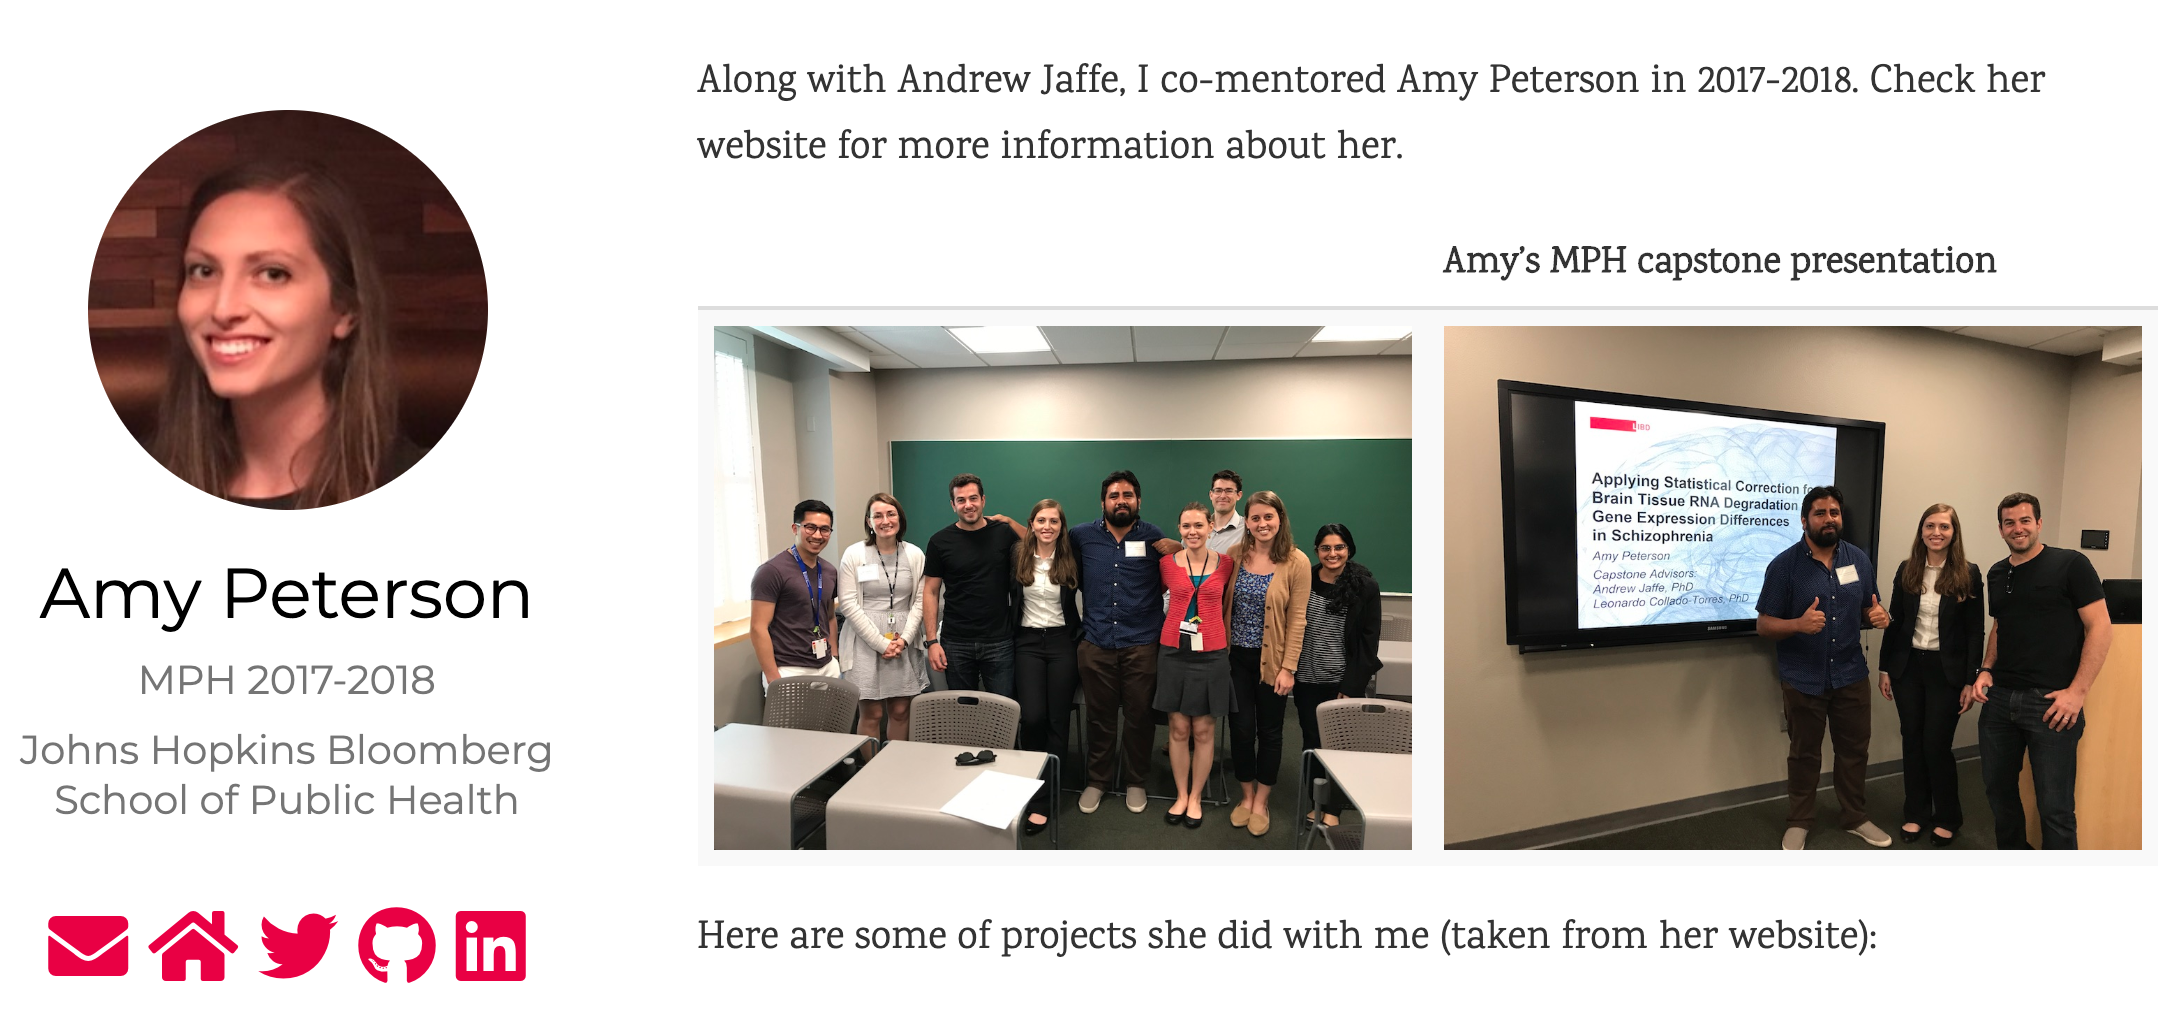 Amy Peterson
MPH 2017-2018
Johns Hopkins Bloomberg
School of Public Health
Along with Andrew Jaffe, I co-mentored Amy Peterson in 2017-2018. Check her
website for more information about her.
Amy’s MPH capstone presentation
LIBD
Applying Statistical Correction
Brain Tissue RNA Degradation
Gene Expression Differences
in Schizophrenia
Amy Peterson
Capstone Advisors:
Andrew Jaffe, PhD
Leonardo Collado-Torres, PhD
SAMSUNG
Here are some of projects she did with me (taken from her website):